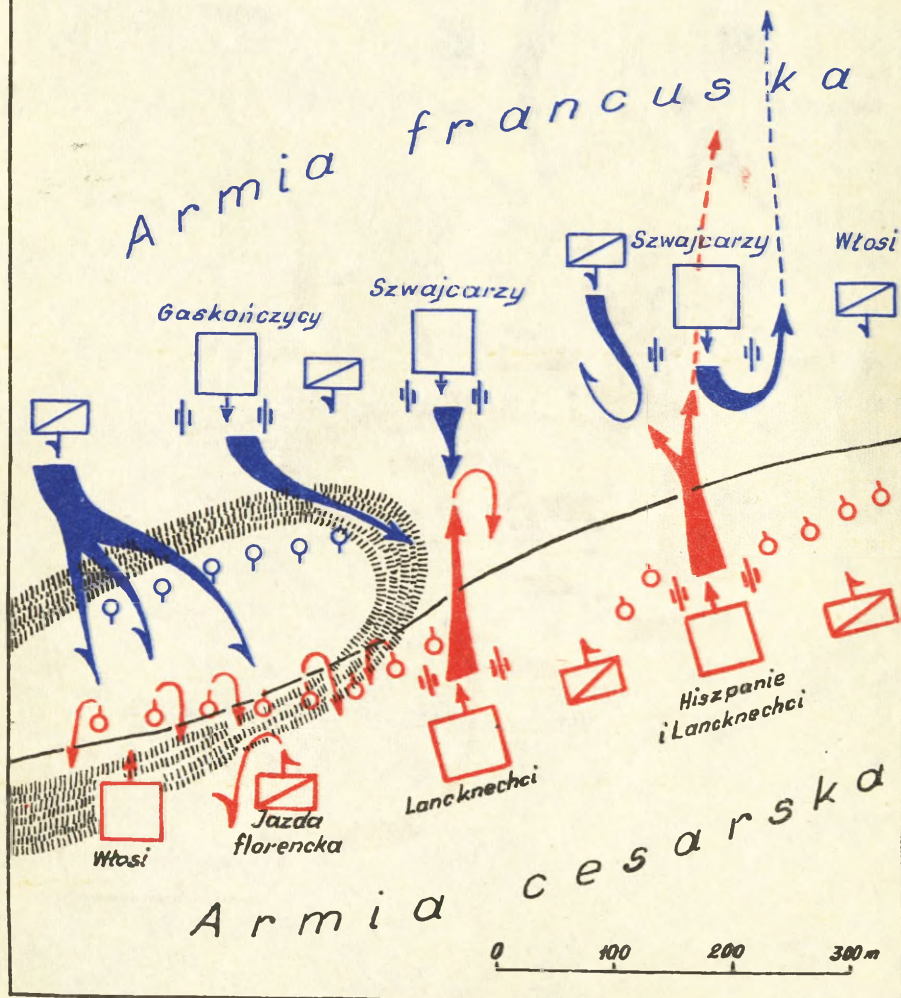 Armia francuska
Szwajcarzy
Włosi
Szwajcarzy
Gaskończycy
Hiszpanie
i Lancknechci
Lancknechci
Jazda
florencka
Włosi
Armia cesarska
0 100 200 300 m